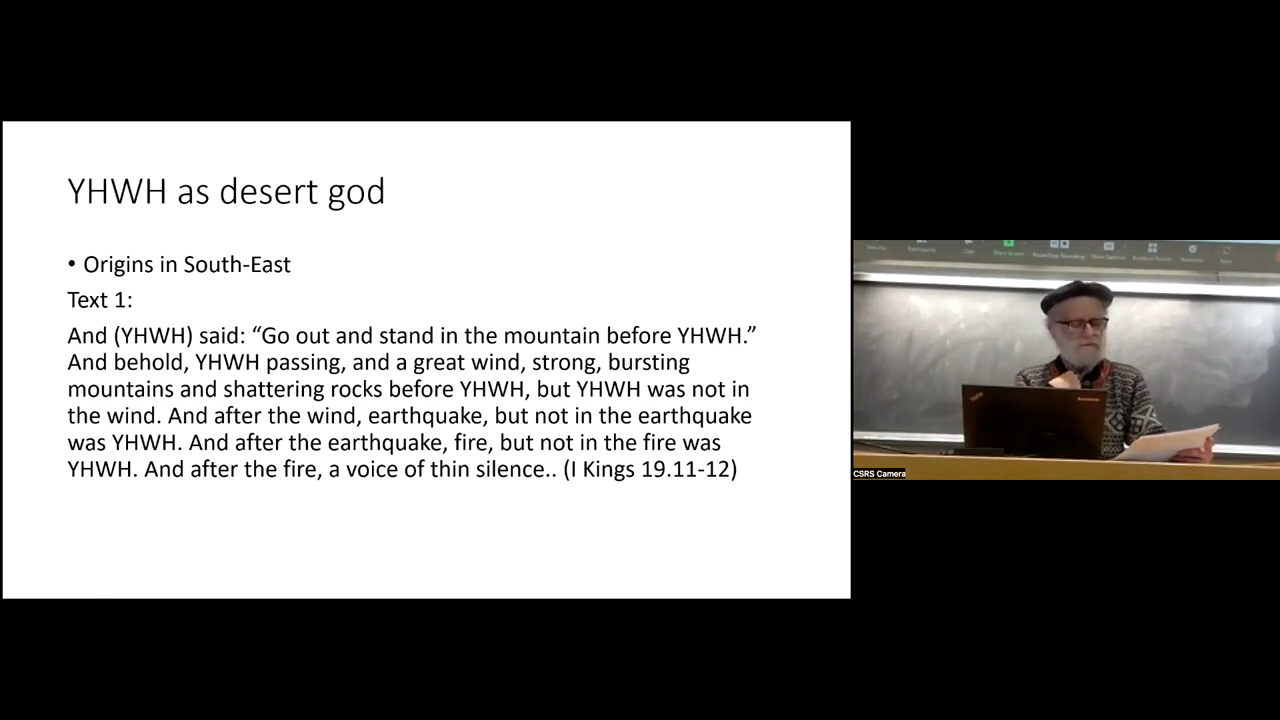 YHWH as desert god
• Origins in South-East
Text 1:
And (YHWH) said: “Go out and stand in the mountain before YHWH.”
And behold, YHWH passing, and a great wind, strong, bursting
mountains and shattering rocks before YHWH, but YHWH was not in
the wind. And after the wind, earthquake, but not in the earthquake
was YHWH. And after the earthquake, fire, but not in the fire was
YHWH. And after the fire, a voice of thin silence.. (I Kings 19.11-12)
CSRS Camera